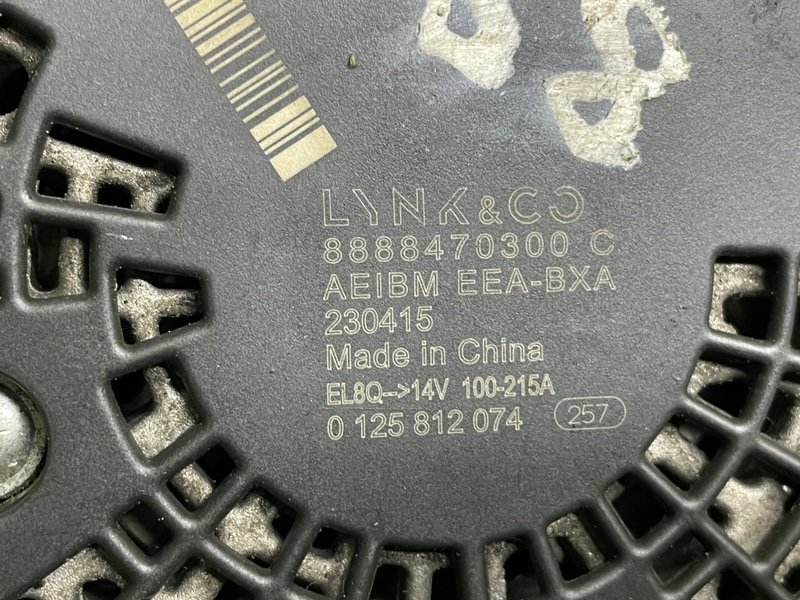 LYNK & CO
8888470300 C
AEIBM EEA-BXA
230415
Made in China
EL8Q-->14V 100-215A
0 125 812 074 257